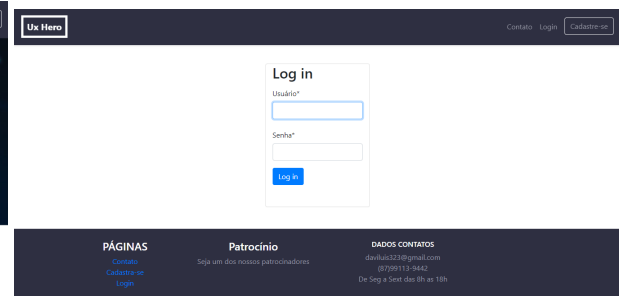 Ux Hero
Contato Login Cadastre-se
Log in
Usuário*
Senha*
Log in
PÁGINAS
Contato
Cadastra-se
Login
Patrocínio
Seja um dos nossos patrocinadores
DADOS CONTATOS
daviluis323@gmail.com
(87)99113-9442
De Seg a Sext das 8h as 18h